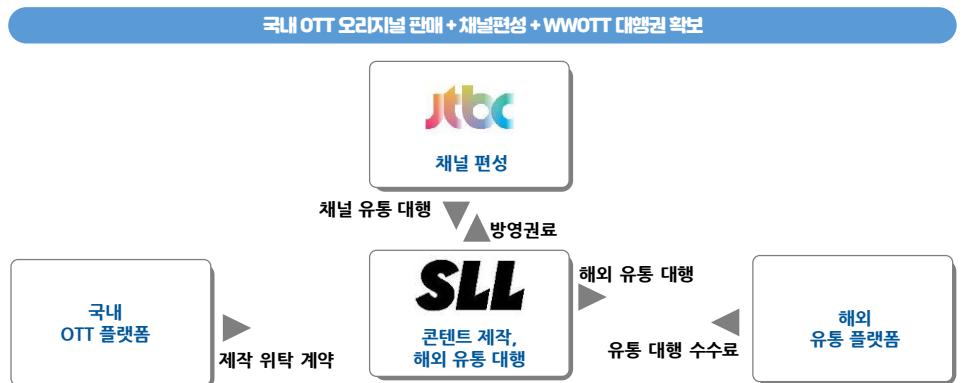 국내 OTT 오리지널 판매 + 채널편성 + WWOTT 대행권 확보
jtbc
채널 편성
채널 유통 대행
방영권료
국내
OTT 플랫폼
제작 위탁 계약
SLL
콘텐트 제작,
해외 유통 대행
해외 유통 대행
유통 대행 수수료
해외
유통 플랫폼